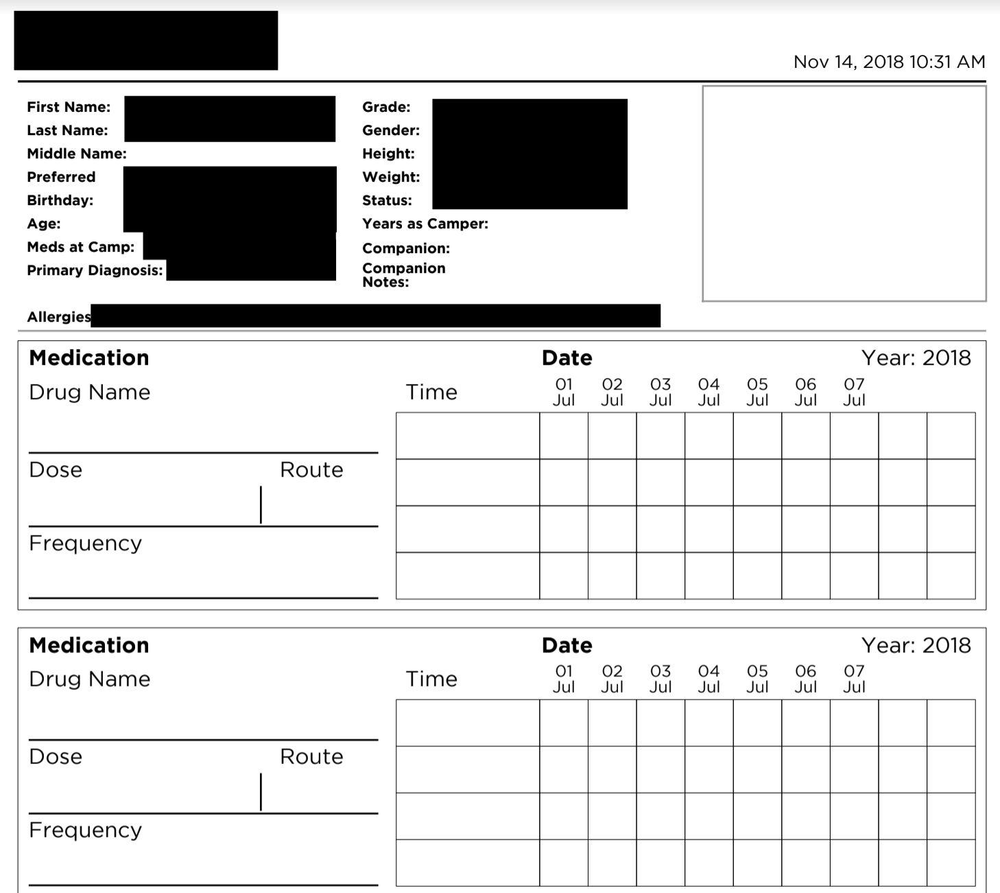 Nov 14, 2018 10:31 AM
First Name:
Last Name:
Middle Name:
Preferred
Birthday:
Age:
Meds at Camp:
Primary Diagnosis:
Grade:
Gender:
Height:
Weight:
Status:
Years as Camper:
Companion:
Companion
Notes:
Allergies
Medication
Drug Name
Dose Route
Frequency
Date Year: 2018
Time 01 Jul 02 Jul 03 Jul 04 Jul 05 Jul 06 Jul 07 Jul
Medication
Drug Name
Dose Route
Frequency
Date Year: 2018
Time 01 Jul 02 Jul 03 Jul 04 Jul 05 Jul 06 Jul 07 Jul